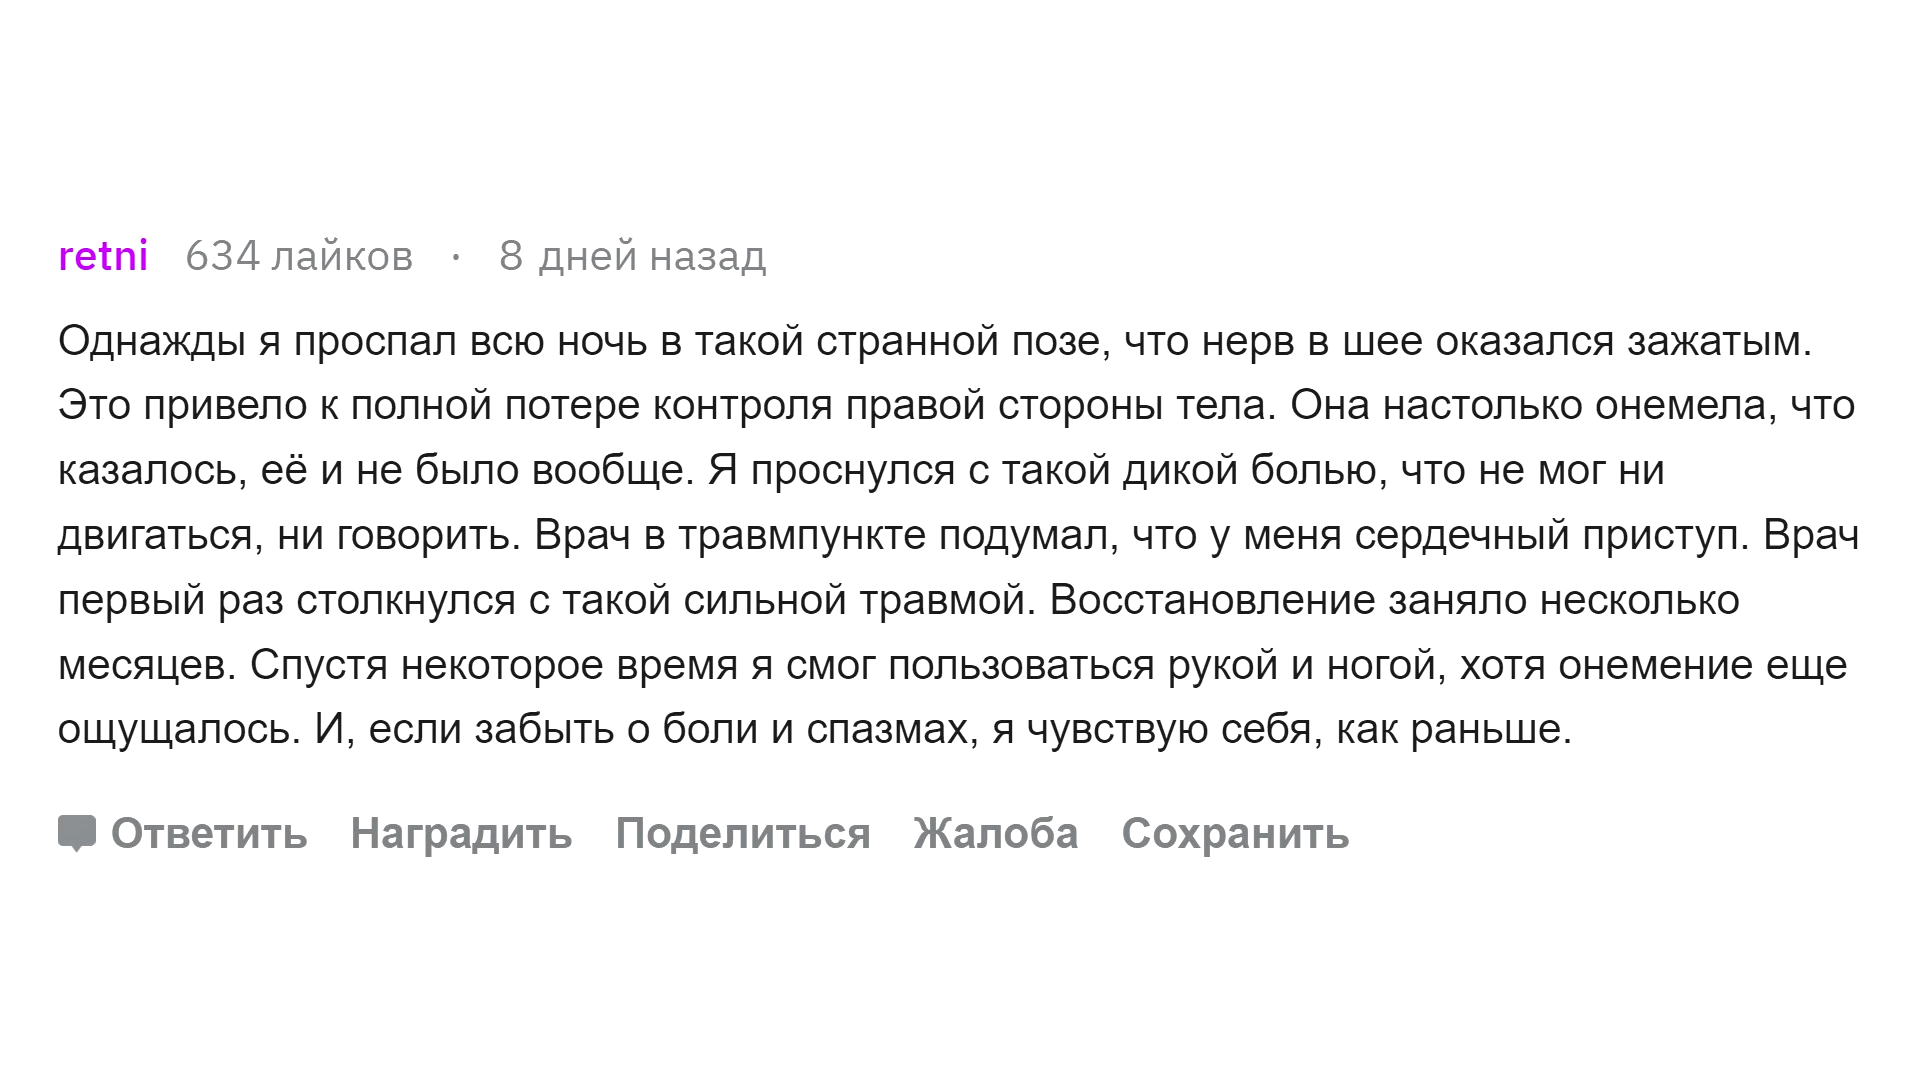 retni 634 лайков · 8 дней назад
Однажды я проспал всю ночь в такой странной позе, что нерв в шее оказался зажатым.
Это привело к полной потере контроля правой стороны тела. Она настолько онемела, что
казалось, её и не было вообще. Я проснулся с такой дикой болью, что не мог ни
двигаться, ни говорить. Врач в травмпункте подумал, что у меня сердечный приступ. Врач
первый раз столкнулся с такой сильной травмой. Восстановление заняло несколько
месяцев. Спустя некоторое время я смог пользоваться рукой и ногой, хотя онемение еще
ощущалось. И, если забыть о боли и спазмах, я чувствую себя, как раньше.
Ответить Наградить Поделиться Жалоба Сохранить